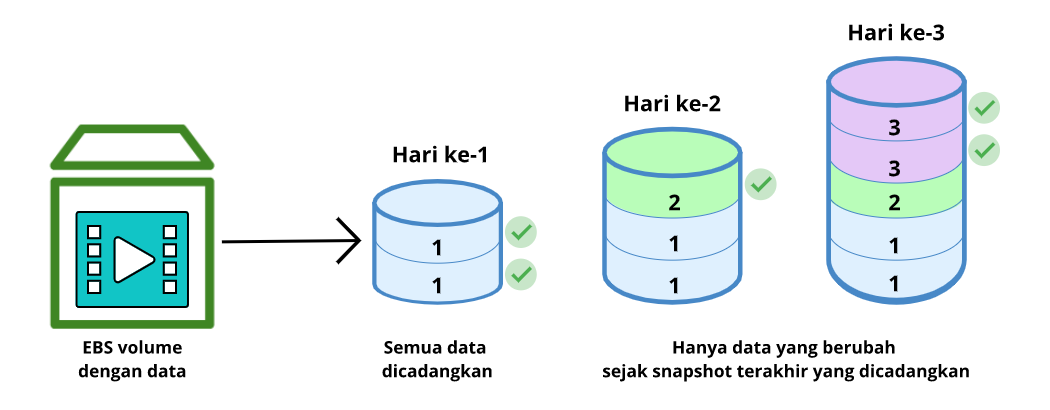 Hari ke-3
Hari ke-2
Hari ke-1
3
3
2
2
1
1
1
1
1
1
EBS volume
dengan data
Semua data
dicadangkan
Hanya data yang berubah
sejak snapshot terakhir yang dicadangkan